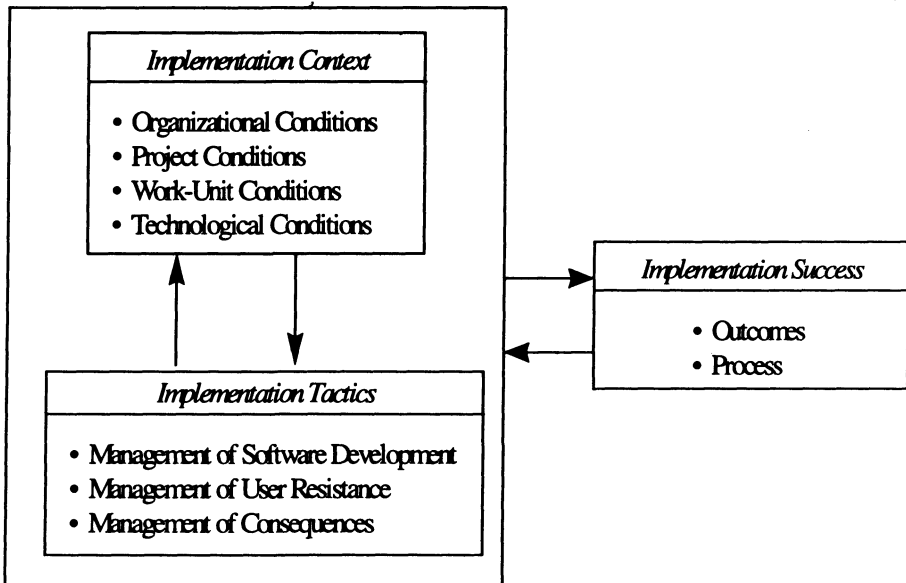 Implementation Context
• Organizational Conditions
• Project Conditions
• Work-Unit Conditions
• Technological Conditions
Implementation Success
• Outcomes
• Process
Implementation Tactics
• Management of Software Development
• Management of User Resistance
• Management of Consequences